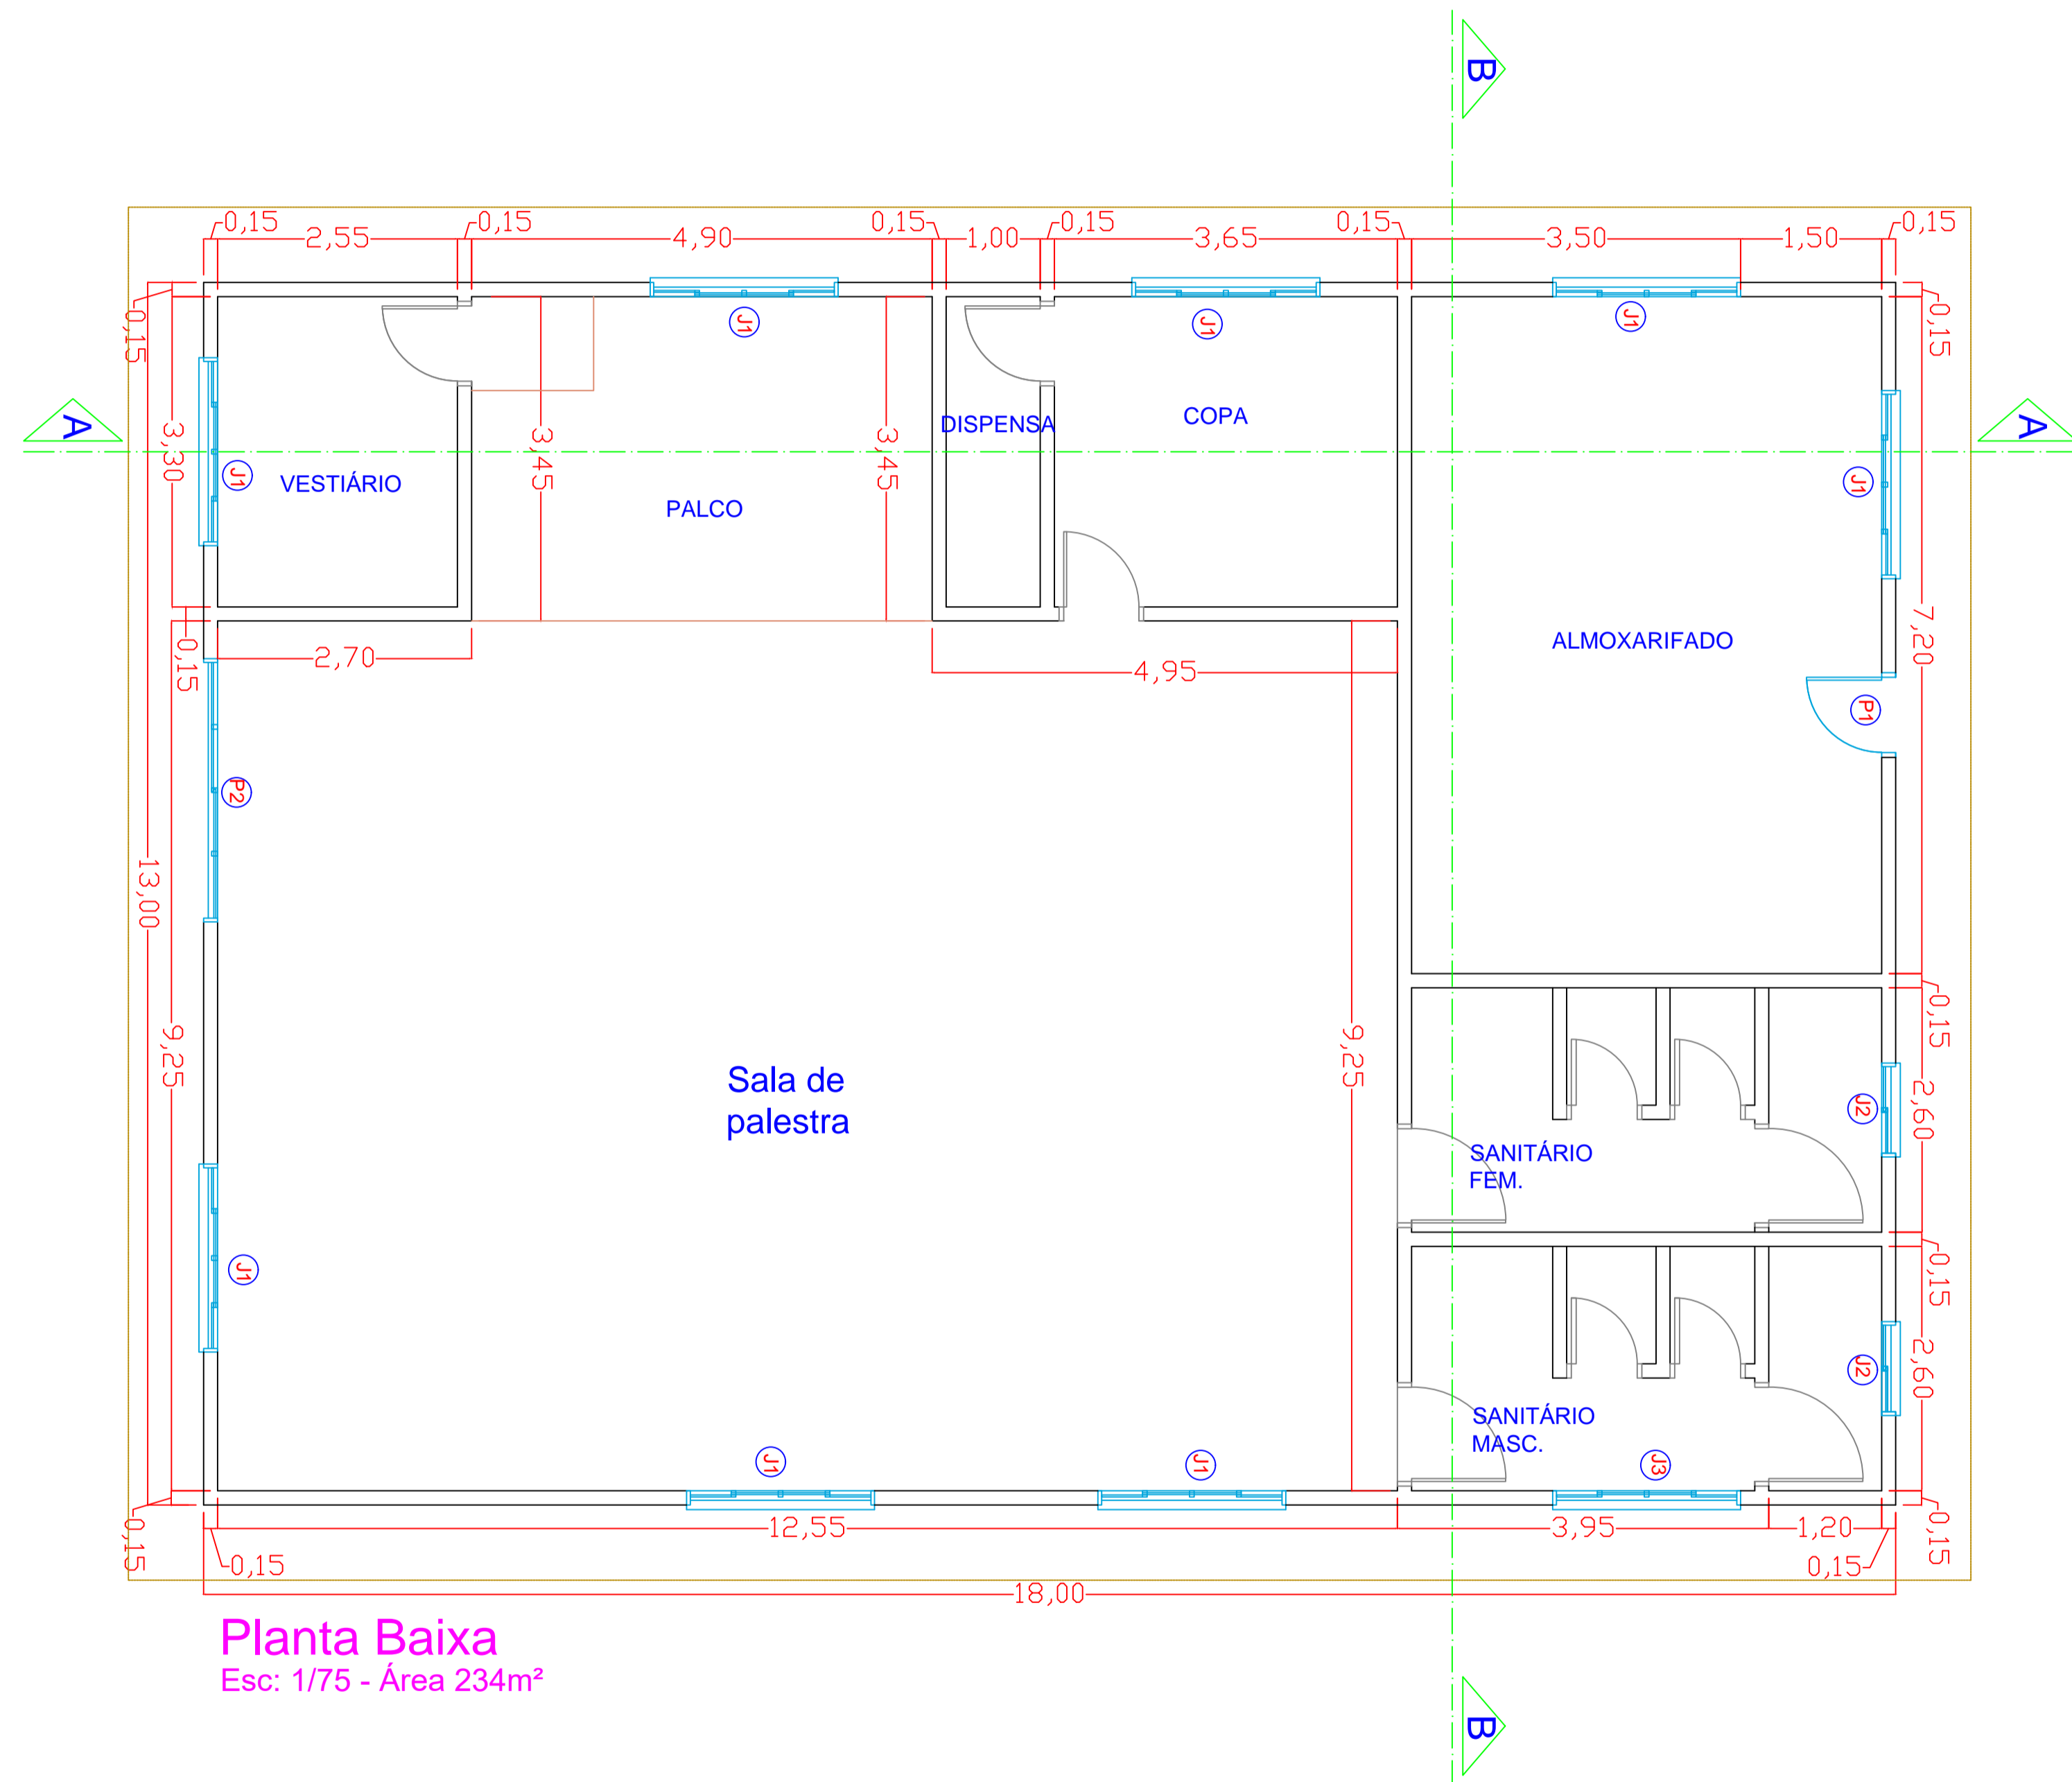 B
0,15
2,55
0,15
4,90
0,15
1,00
0,15
3,65
0,15
3,50
1,50
0,15
0,15
0,15
J1
J1
J1
A
A
3,30
3,45
3,45
DISPENSA
COPA
J1
J1
VESTIÁRIO
PALCO
7,20
0,15
2,70
4,95
ALMOXARIFADO
P1
P2
13,00
9,25
9,25
Sala de
palestra
0,15
2,60
J2
SANITÁRIO
FEM.
J1
0,15
2,60
J2
SANITÁRIO
MASC.
J1
J1
J3
0,15
0,15
12,55
3,95
1,20
0,15
0,15
18,00
Planta Baixa
Esc: 1/75 - Área 234m²
B